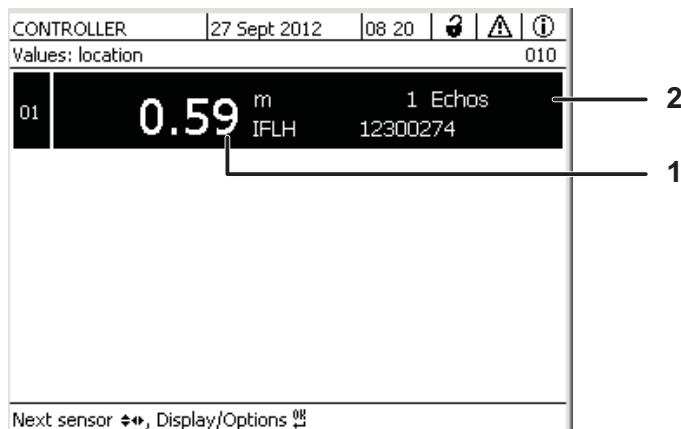 CONTROLLER 27 Sept 2012 08 20
Values: location 010
01 0.59 m 1 Echos
IFLH 12300274
2
1
Next sensor, Display/Options OK